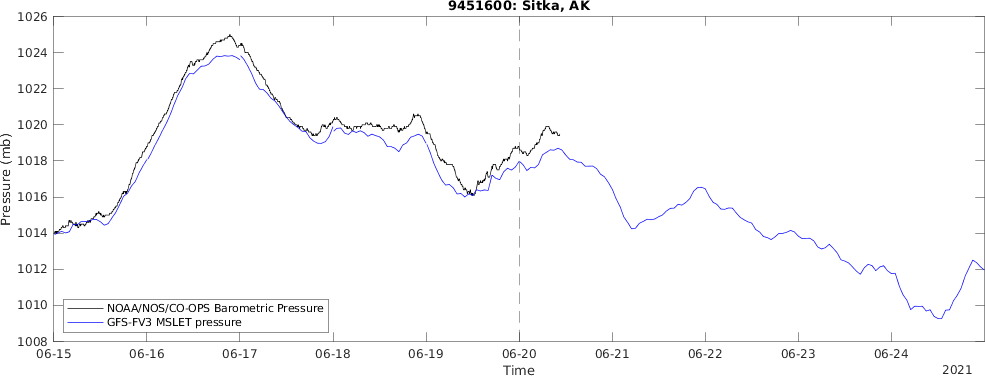 9451600: Sitka, AK
Pressure (mb)
1026
1024
1022
1020
1018
1016
1014
1012
1010
1008
NOAA/NOS/CO-OPS Barometric Pressure
GFS-FV3 MSLET pressure
06-15 06-16 06-17 06-18 06-19 06-20 06-21 06-22 06-23 06-24
Time
2021